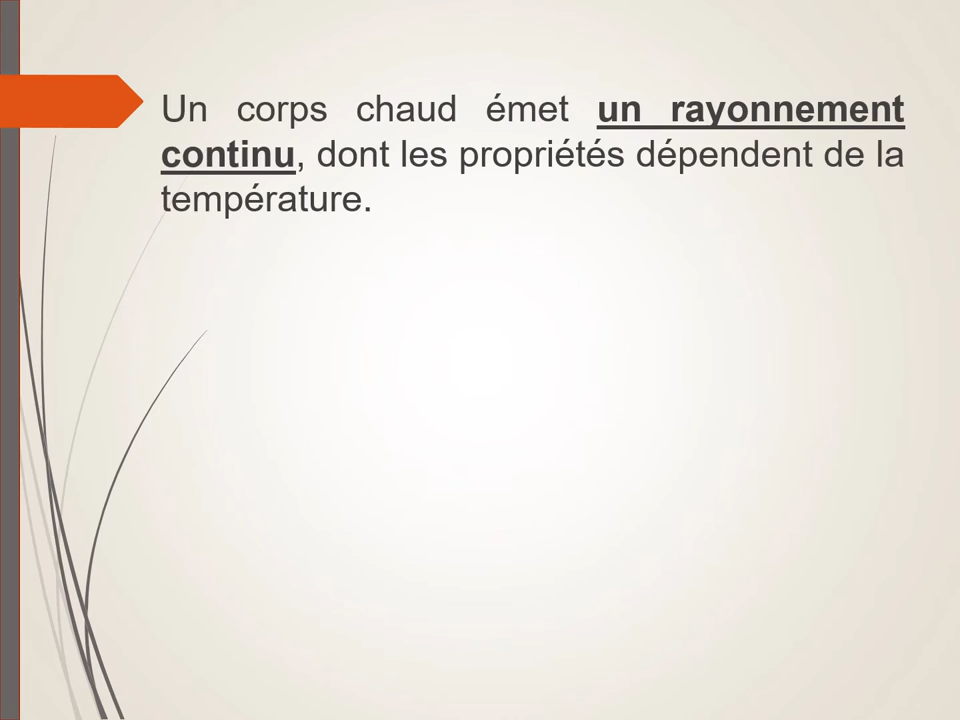 Un corps chaud émet un rayonnement
continu, dont les propriétés dépendent de la
température.